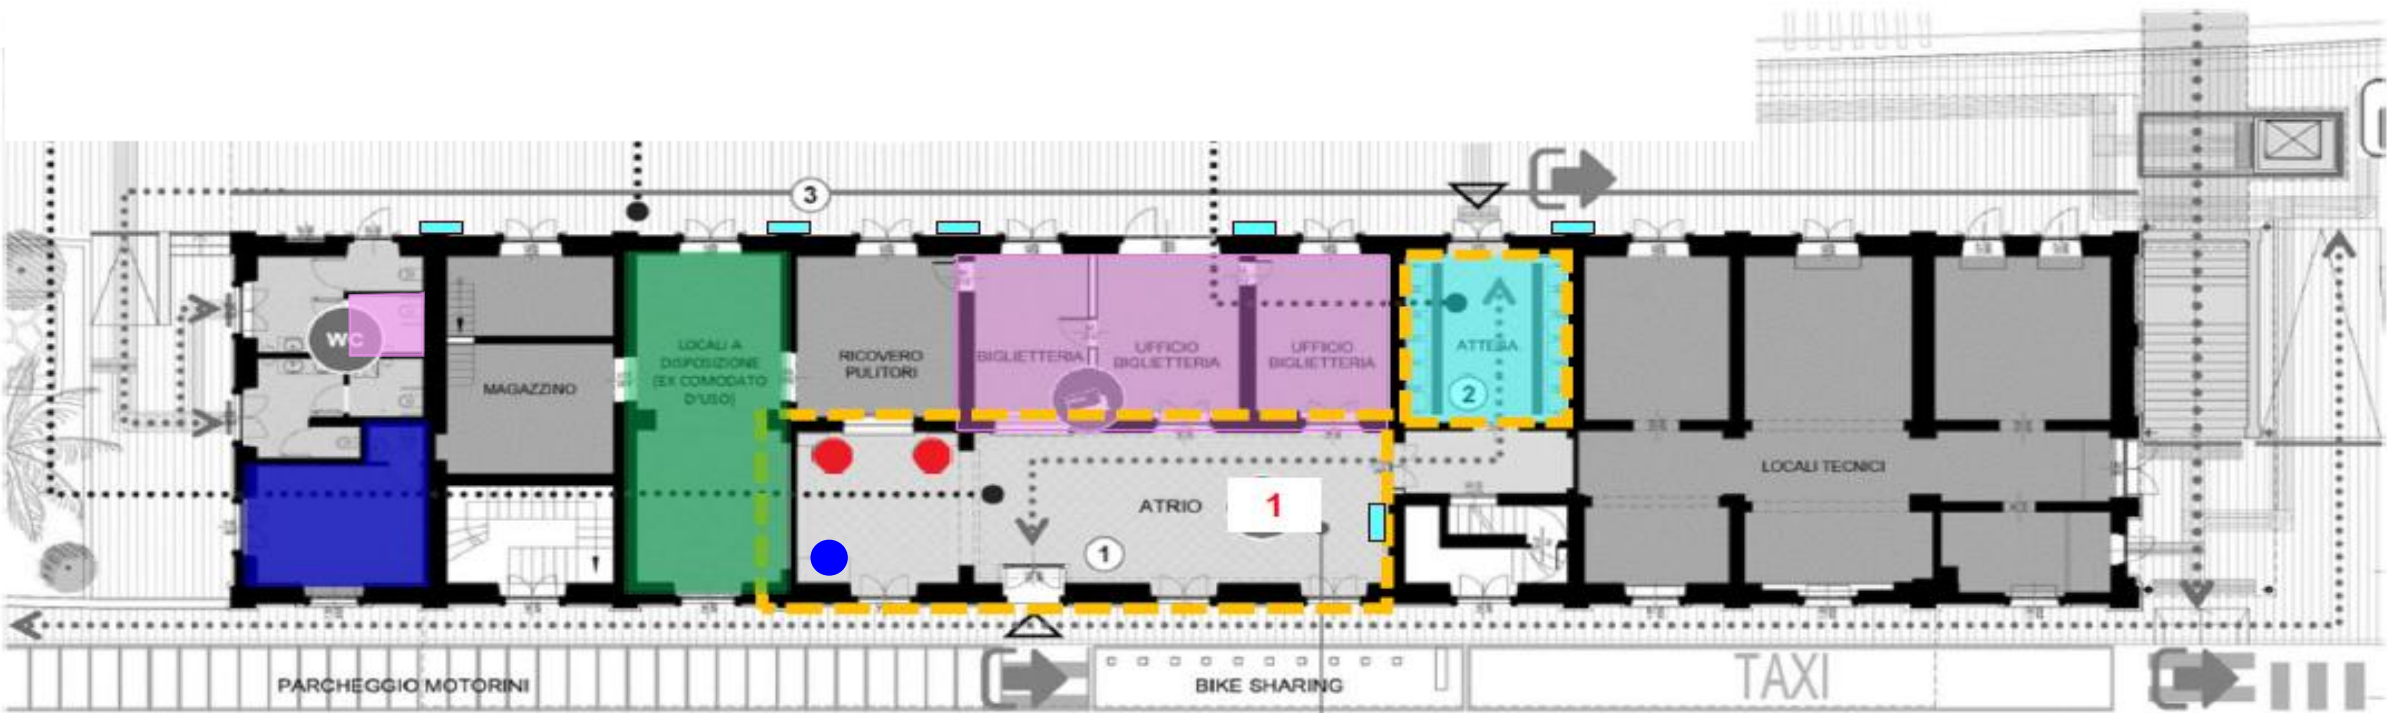 3
WC
MAGAZZINO
LOCALI A
DISPOSIZIONE
(EX COMODATO
D'USO)
RICOVERO
PULITORI
BIGLIETTERIA
UFFICIO
BIGLIETTERIA
UFFICIO
BIGLIETTERIA
ATTESA
2
ATRIO
1
1
LOCALI TECNICI
PARCHEGGIO MOTORINI
BIKE SHARING
TAXI